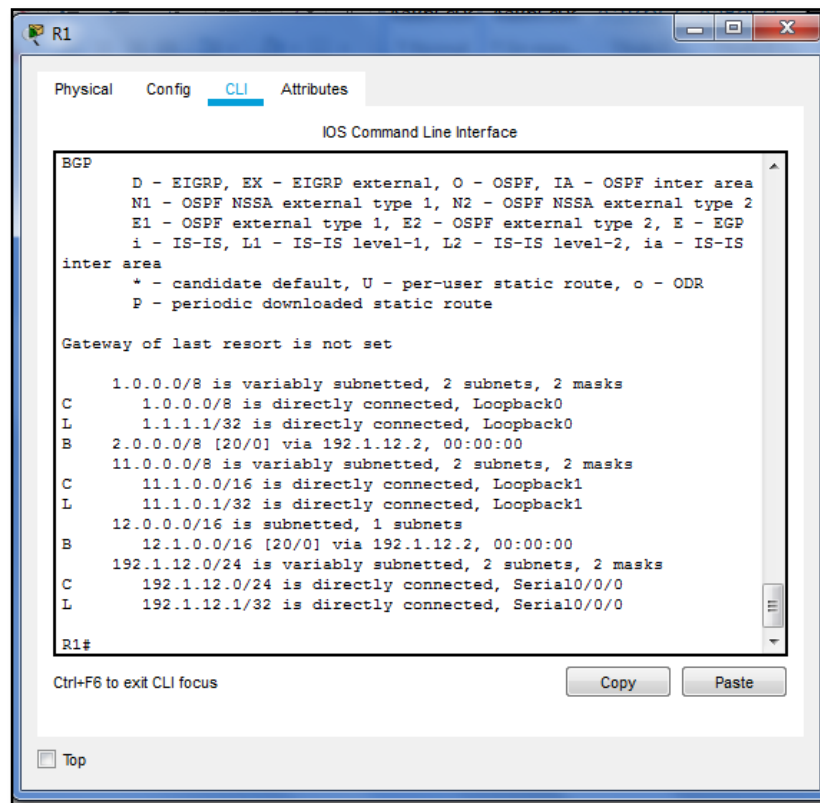 R1
Physical Config CLI Attributes
IOS Command Line Interface
BGP
       D - EIGRP, EX - EIGRP external, O - OSPF, IA - OSPF inter area
       N1 - OSPF NSSA external type 1, N2 - OSPF NSSA external type 2
       E1 - OSPF external type 1, E2 - OSPF external type 2, E - EGP
       i - IS-IS, L1 - IS-IS level-1, L2 - IS-IS level-2, ia - IS-IS
inter area
       * - candidate default, U - per-user static route, o - ODR
       P - periodic downloaded static route
Gateway of last resort is not set
     1.0.0.0/8 is variably subnetted, 2 subnets, 2 masks
C       1.0.0.0/8 is directly connected, Loopback0
L       1.1.1.1/32 is directly connected, Loopback0
B    2.0.0.0/8 [20/0] via 192.1.12.2, 00:00:00
     11.0.0.0/8 is variably subnetted, 2 subnets, 2 masks
C       11.1.0.0/16 is directly connected, Loopback1
L       11.1.0.1/32 is directly connected, Loopback1
     12.0.0.0/16 is subnetted, 1 subnets
B       12.1.0.0/16 [20/0] via 192.1.12.2, 00:00:00
     192.1.12.0/24 is variably subnetted, 2 subnets, 2 masks
C       192.1.12.0/24 is directly connected, Serial0/0/0
L       192.1.12.1/32 is directly connected, Serial0/0/0
R1#
Ctrl+F6 to exit CLI focus Copy Paste
Top